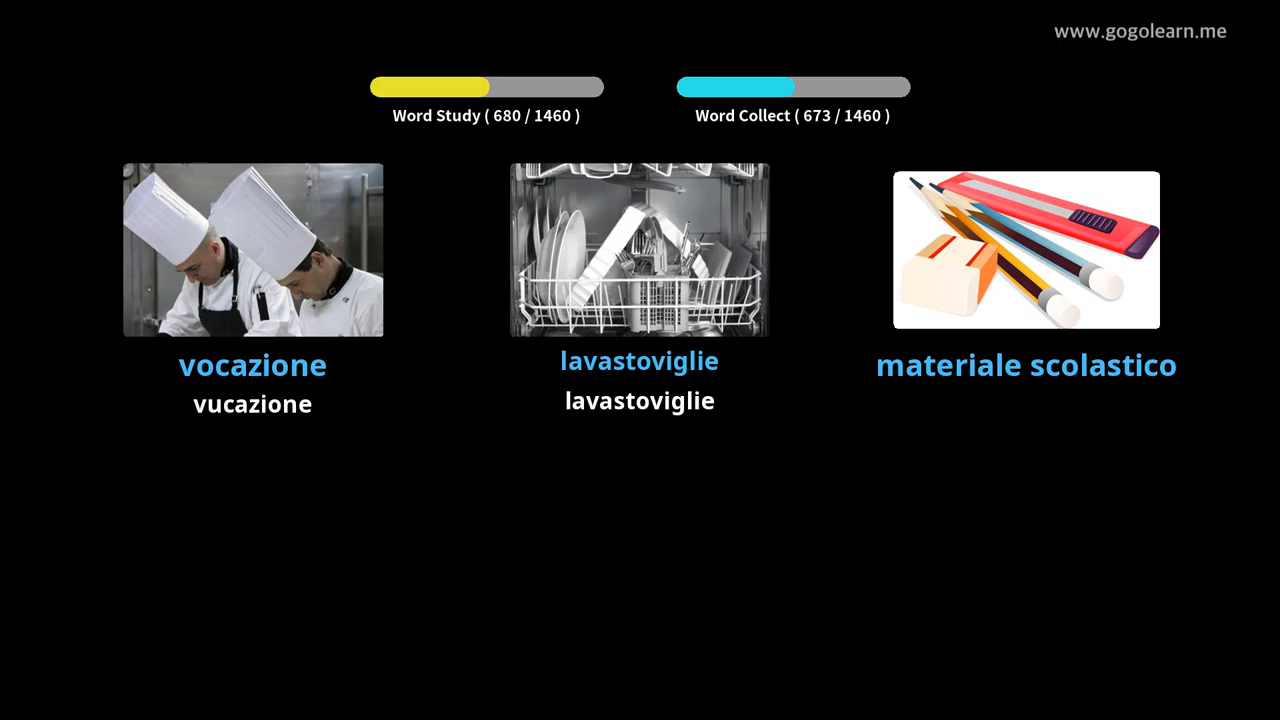 www.gogolearn.me
Word Study ( 680 / 1460 )
Word Collect ( 673 / 1460 )
vocazione
vucazione
lavastoviglie
lavastoviglie
materiale scolastico